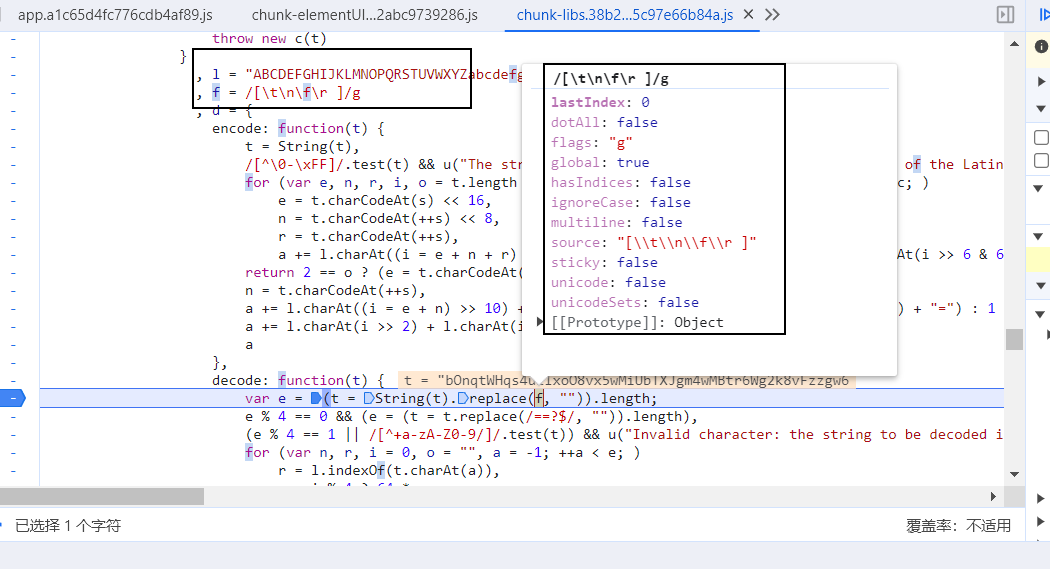 app.a1c65d4fc776cdb4af89.js chunk-elementUI...2abc9739286.js chunk-libs.38b2...5c97e66b84a.js
throw new c(t)
}
, l = "ABCDEFGHIJKLMNOPQRSTUVWXYZabcdefg
, f = /[\t\n\f\r ]/g
, d = {
encode: function(t) {
t = String(t),
/[^\0-\xFF]/.test(t) && u("The str of the Latin
for (var e, n, r, i, o = t.length c; )
e = t.charCodeAt(s) << 16,
n = t.charCodeAt(++s) << 8,
r = t.charCodeAt(++s),
a += l.charAt((i = e + n + r) At(i >> 6 & 6
return 2 == o ? (e = t.charCodeAt(
n = t.charCodeAt(++s),
a += l.charAt((i = e + n) >> 10) + ) + "=") : 1
a += l.charAt(i >> 2) + l.charAt(i
a
},
decode: function(t) { t =
var e = (t = String(t).replace(f, "")).length;
e % 4 == 0 && (e = (t = t.replace(/==?$/, "")).length),
(e % 4 == 1 || /[^+a-zA-Z0-9/]/.test(t)) && u("Invalid character: the string to be decoded i
for (var n, r, i = 0, o = "", a = -1; ++a < e; )
r = l.indexOf(t.charAt(a)),
/[\t\n\f\r ]/g
lastIndex: 0
dotAll: false
flags: "g"
global: true
hasIndices: false
ignoreCase: false
multiline: false
source: "[\\t\\n\\f\\r ]"
sticky: false
unicode: false
unicodeSets: false
[[Prototype]]: Object
已选择 1 个字符 覆盖率：不适用